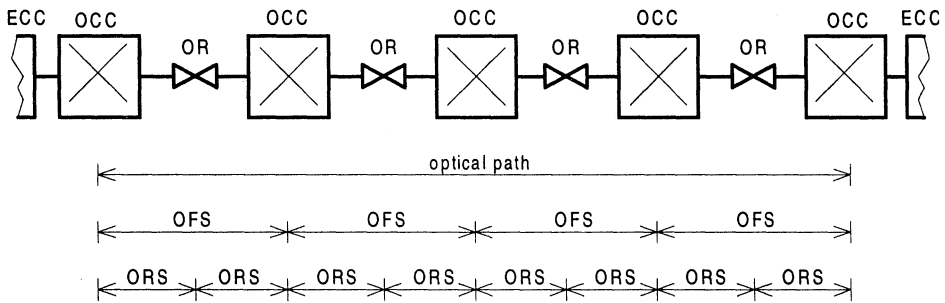 ECC OCC OCC OCC OCC OCC ECC
OR OR OR OR
optical path
OFS OFS OFS OFS
ORS ORS ORS ORS ORS ORS ORS ORS